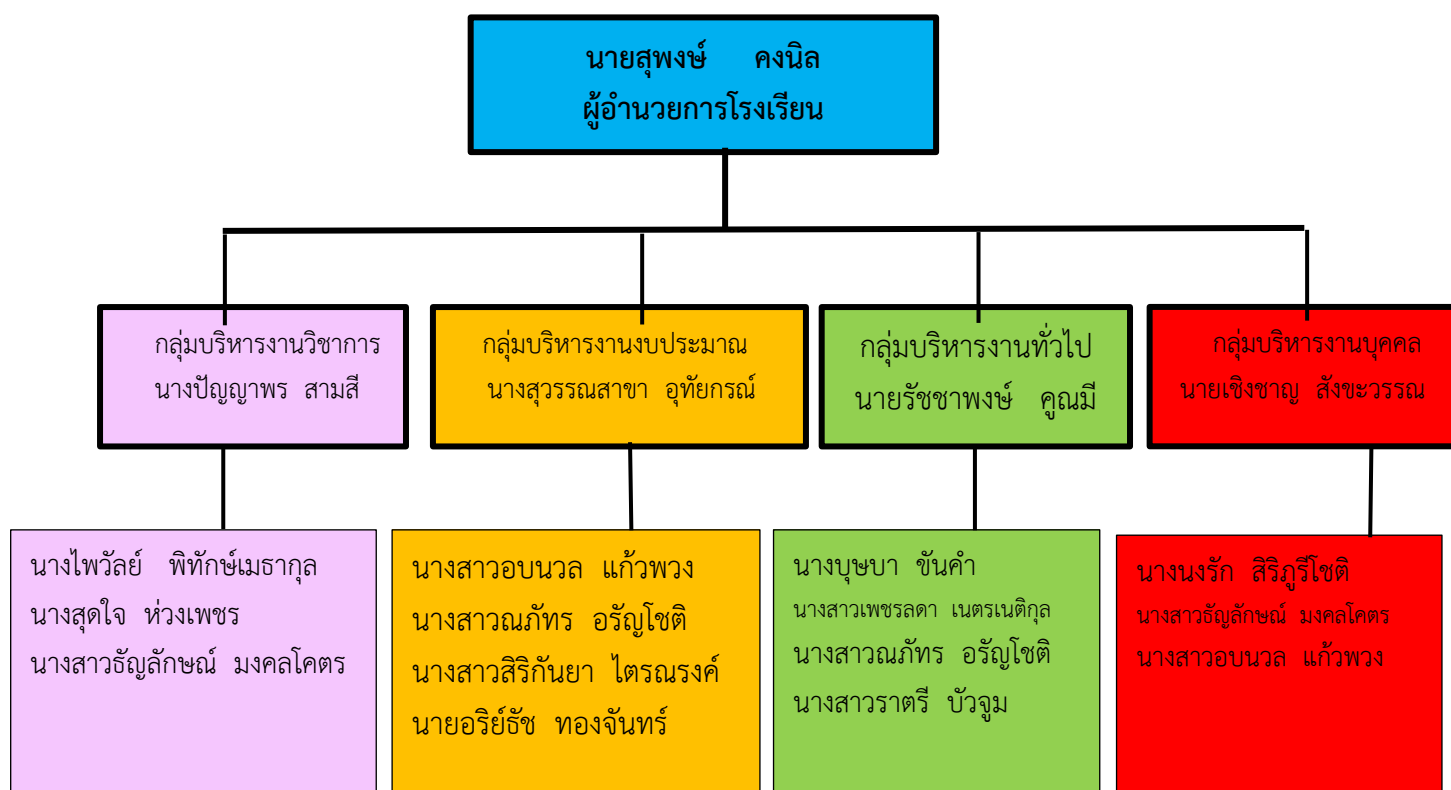 นายสุพงษ์ คงนิล
ผู้อำนวยการโรงเรียน
กลุ่มบริหารงานวิชาการ
นางปัญญาพร สามสี
กลุ่มบริหารงานงบประมาณ
นางสุวรรณสาขา อุทัยกรณ์
กลุ่มบริหารงานทั่วไป
นายรัชชาพงษ์ คูณมี
กลุ่มบริหารงานบุคคล
นายเชิงชาญ สังขะวรรณ
นางไพวัลย์ พิทักษ์เมธากุล
นางสุดใจ ห่วงเพชร
นางสาวธัญลักษณ์ มงคลโคตร
นางสาวอบนวล แก้วพวง
นางสาวณภัทร อรัญโชติ
นางสาวสิริกันยา ไตรณรงค์
นายอริย์ธัช ทองจันทร์
นางบุษบา ขันคำ
นางสาวเพชรลดา เนตรเนติกุล
นางสาวณภัทร อรัญโชติ
นางสาวราตรี บัวจูม
นางนงรัก สิริภูรีโชติ
นางสาวธัญลักษณ์ มงคลโคตร
นางสาวอบนวล แก้วพวง